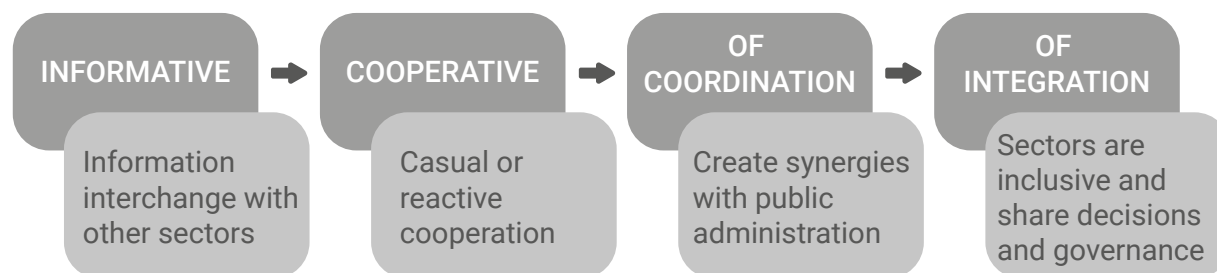 INFORMATIVE
Information
interchange with
other sectors
COOPERATIVE
Casual or
reactive
cooperation
OF
COORDINATION
Create synergies
with public
administration
OF
INTEGRATION
Sectors are
inclusive and
share decisions
and governance